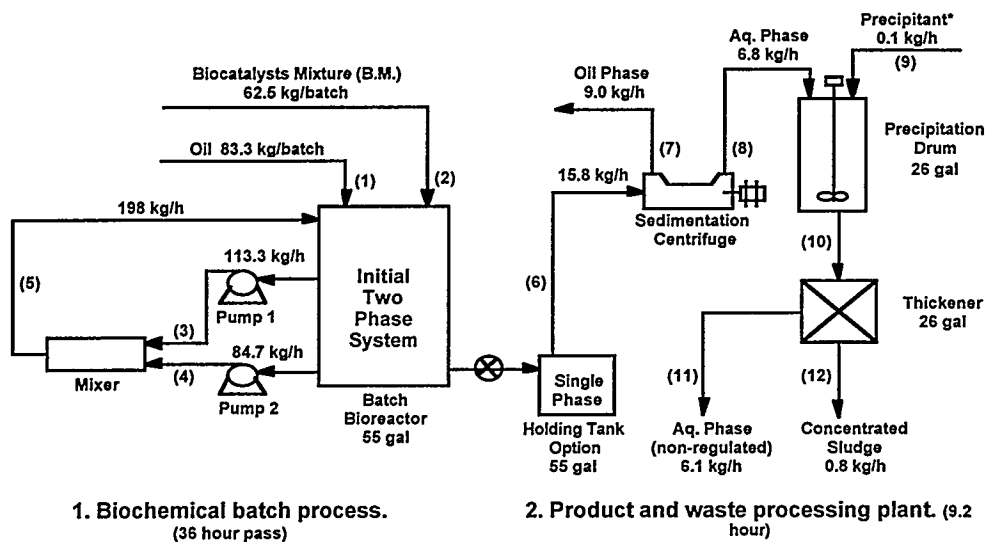 Precipitant*
0.1 kg/h
(9)
Aq. Phase
6.8 kg/h
Oil Phase
9.0 kg/h
Biocatalysts Mixture (B.M.)
62.5 kg/batch
Oil 83.3 kg/batch
(1)
(2)
(7)
(8)
Precipitation
Drum
26 gal
15.8 kg/h
198 kg/h
Sedimentation
Centrifuge
113.3 kg/h
Initial
Two
Phase
System
(10)
(5)
(6)
Pump 1
(3)
Thickener
26 gal
84.7 kg/h
(4)
Mixer
Pump 2
Single
Phase
(11)
(12)
Batch
Bioreactor
55 gal
Holding Tank
Option
55 gal
Aq. Phase
(non-regulated)
6.1 kg/h
Concentrated
Sludge
0.8 kg/h
1. Biochemical batch process.
(36 hour pass)
2. Product and waste processing plant. (9.2
hour)